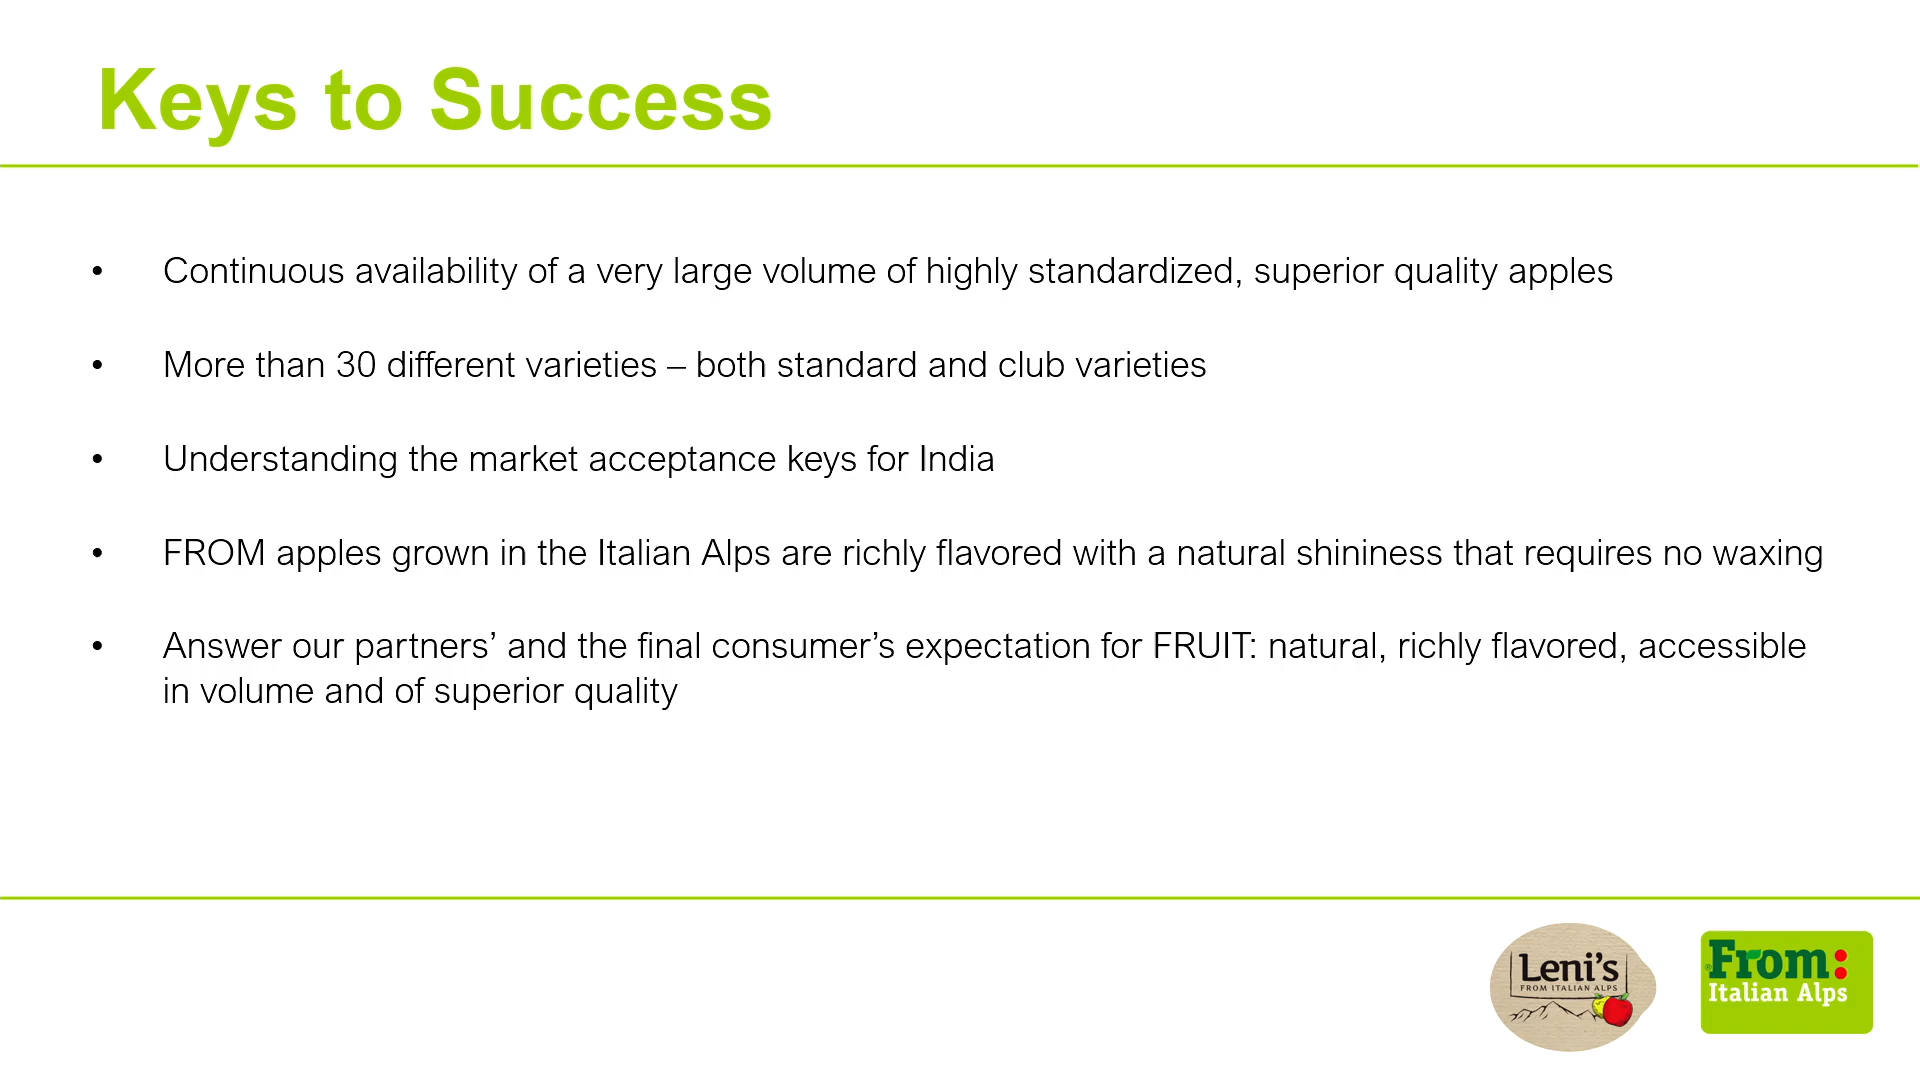 Keys to Success
• Continuous availability of a very large volume of highly standardized, superior quality apples
• More than 30 different varieties – both standard and club varieties
• Understanding the market acceptance keys for India
• FROM apples grown in the Italian Alps are richly flavored with a natural shininess that requires no waxing
• Answer our partners’ and the final consumer’s expectation for FRUIT: natural, richly flavored, accessible
in volume and of superior quality
Leni’s
FROM ITALIAN ALPS
®From:
Italian Alps